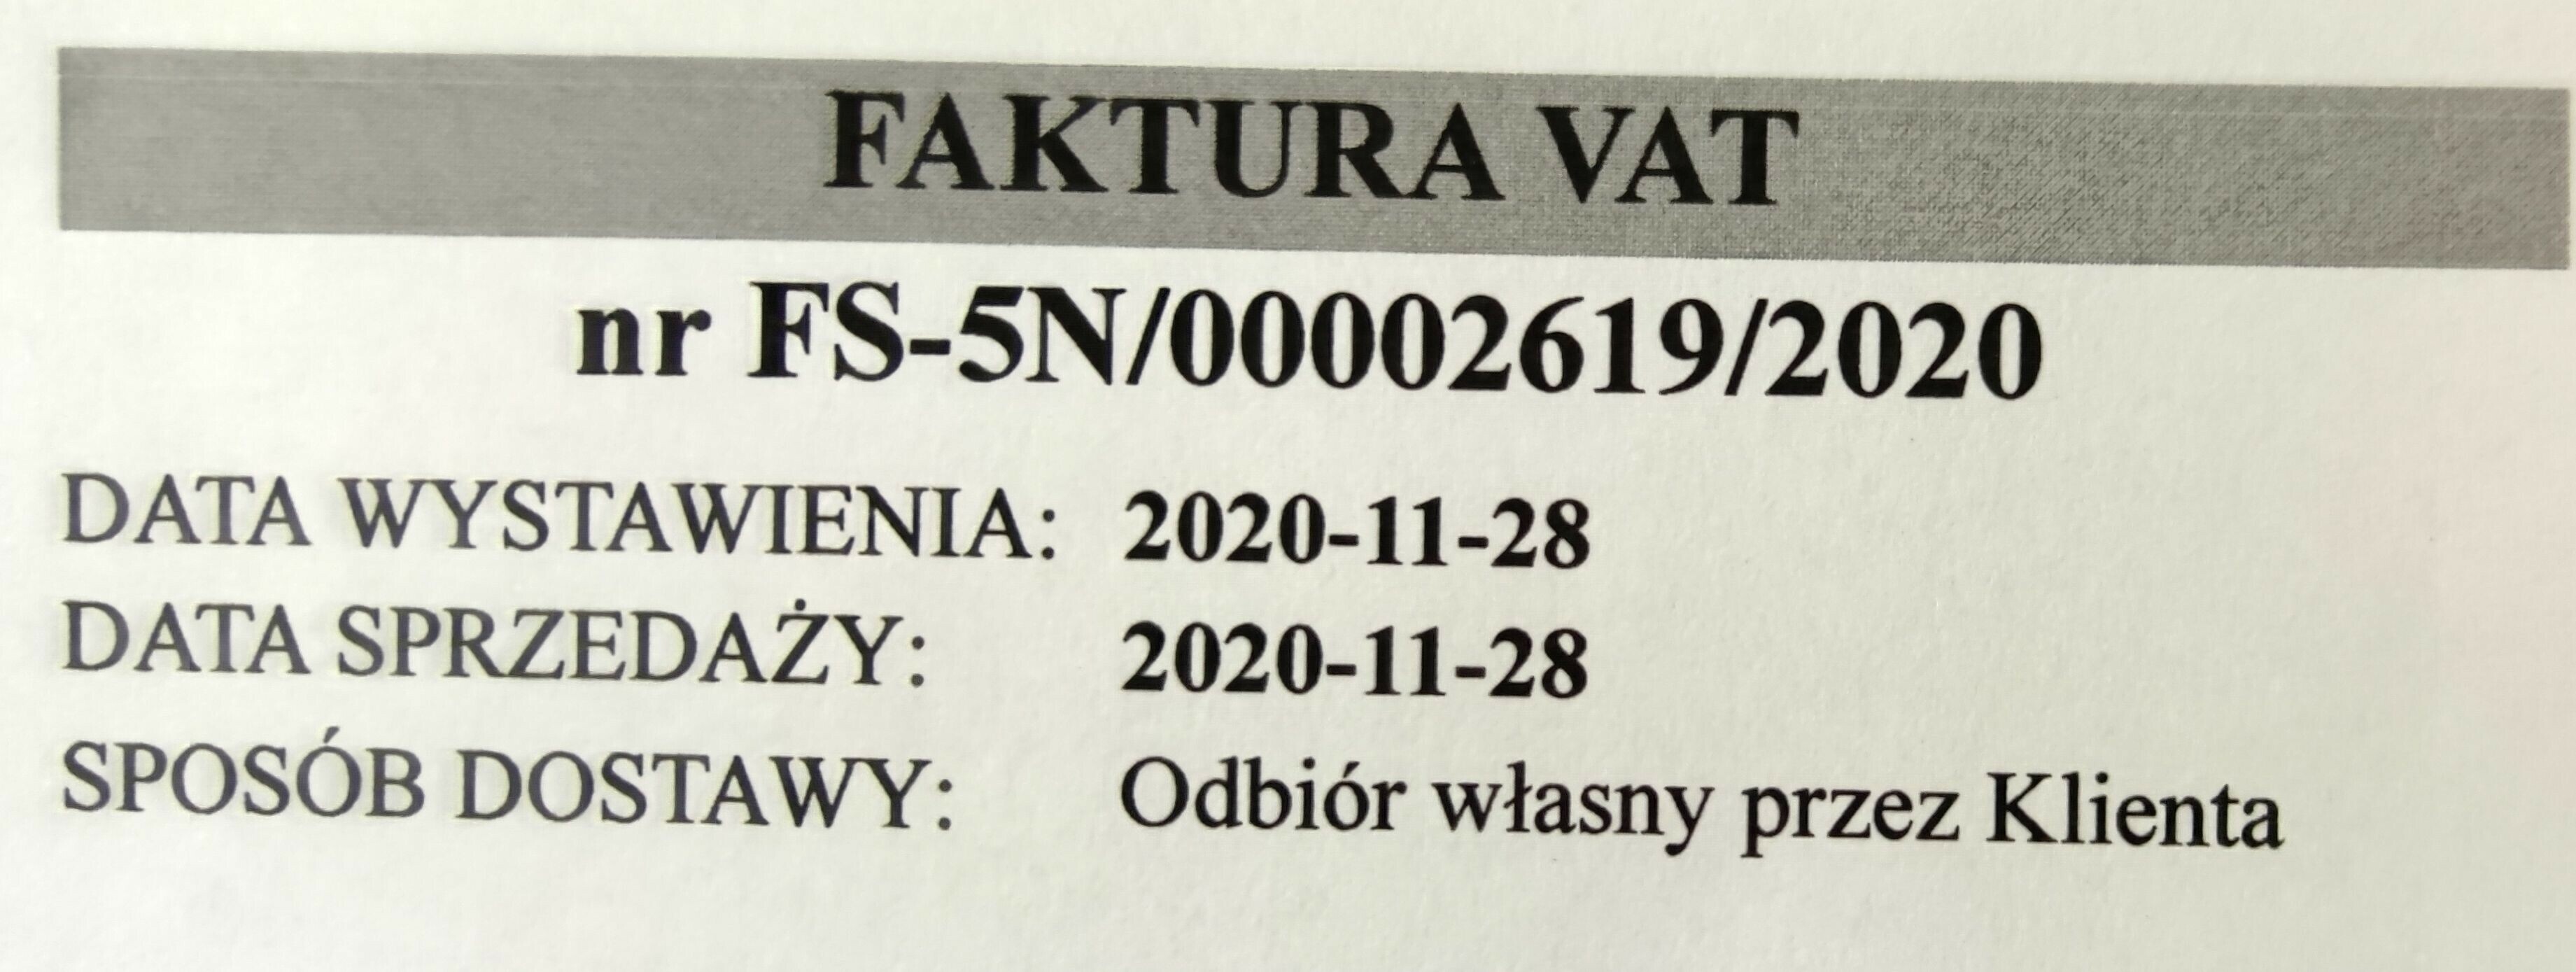 FAKTURA VAT
nr FS-5N/00002619/2020
DATA WYSTAWIENIA: 2020-11-28
DATA SPRZEDAŻY: 2020-11-28
SPOSÓB DOSTAWY: Odbiór własny przez Klienta